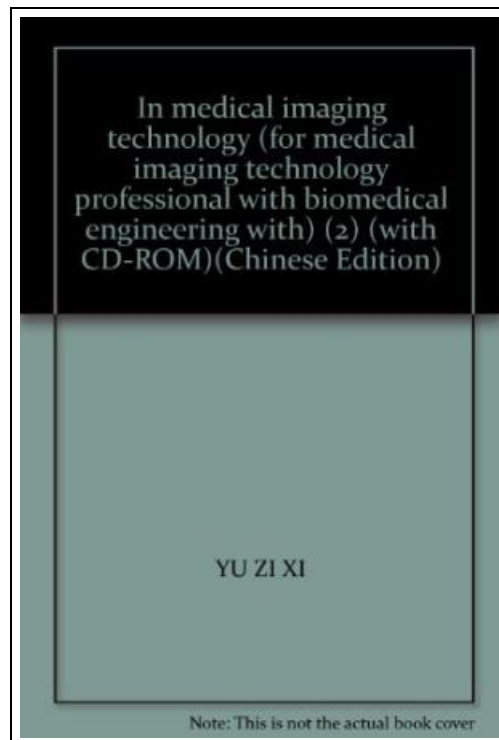 In medical imaging
technology (for medical
imaging technology
professional with biomedical
engineering with) (2) (with
CD-ROM)(Chinese Edition)
YU ZI XI
Note: This is not the actual book cover